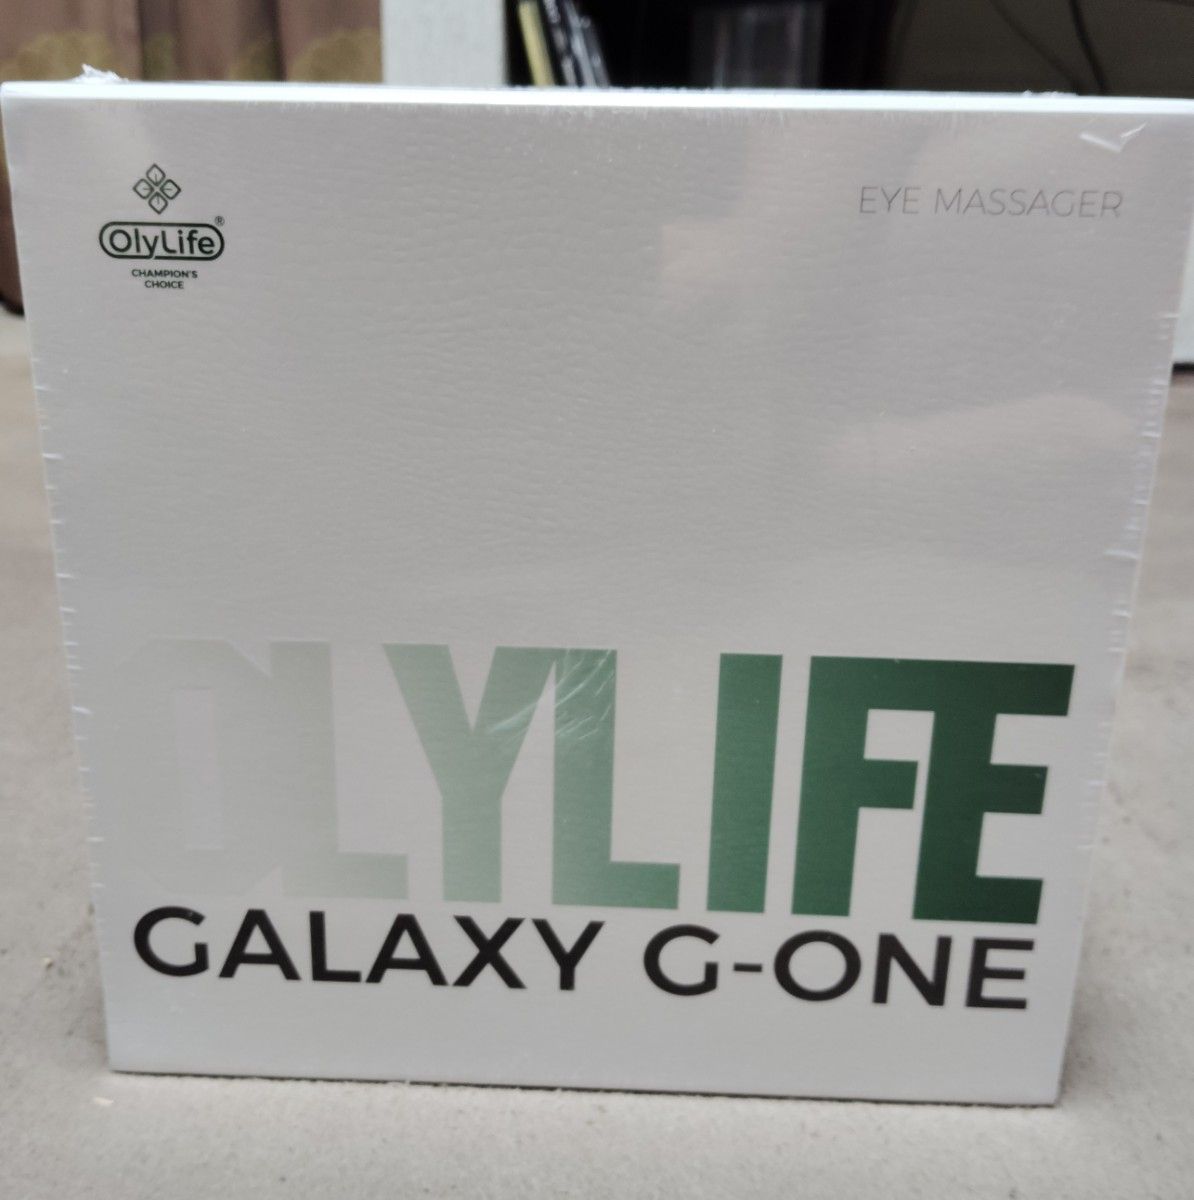 OlyLife®
CHAMPION'S
CHOICE
EYE MASSAGER
OLYLIFE
GALAXY G-ONE